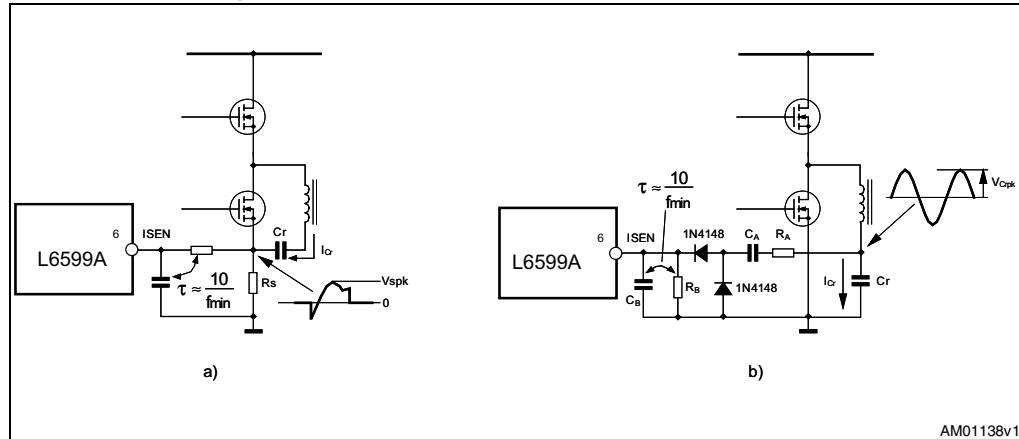 L6599A
6
ISEN
τ ≈ 10
fmin
Cr
ICr
Rs
Vspk
0
a)
L6599A
6
ISEN
τ ≈ 10
fmin
CB
RB
1N4148
1N4148
CA
RA
ICr
Cr
VCrpk
b)
AM01138v1